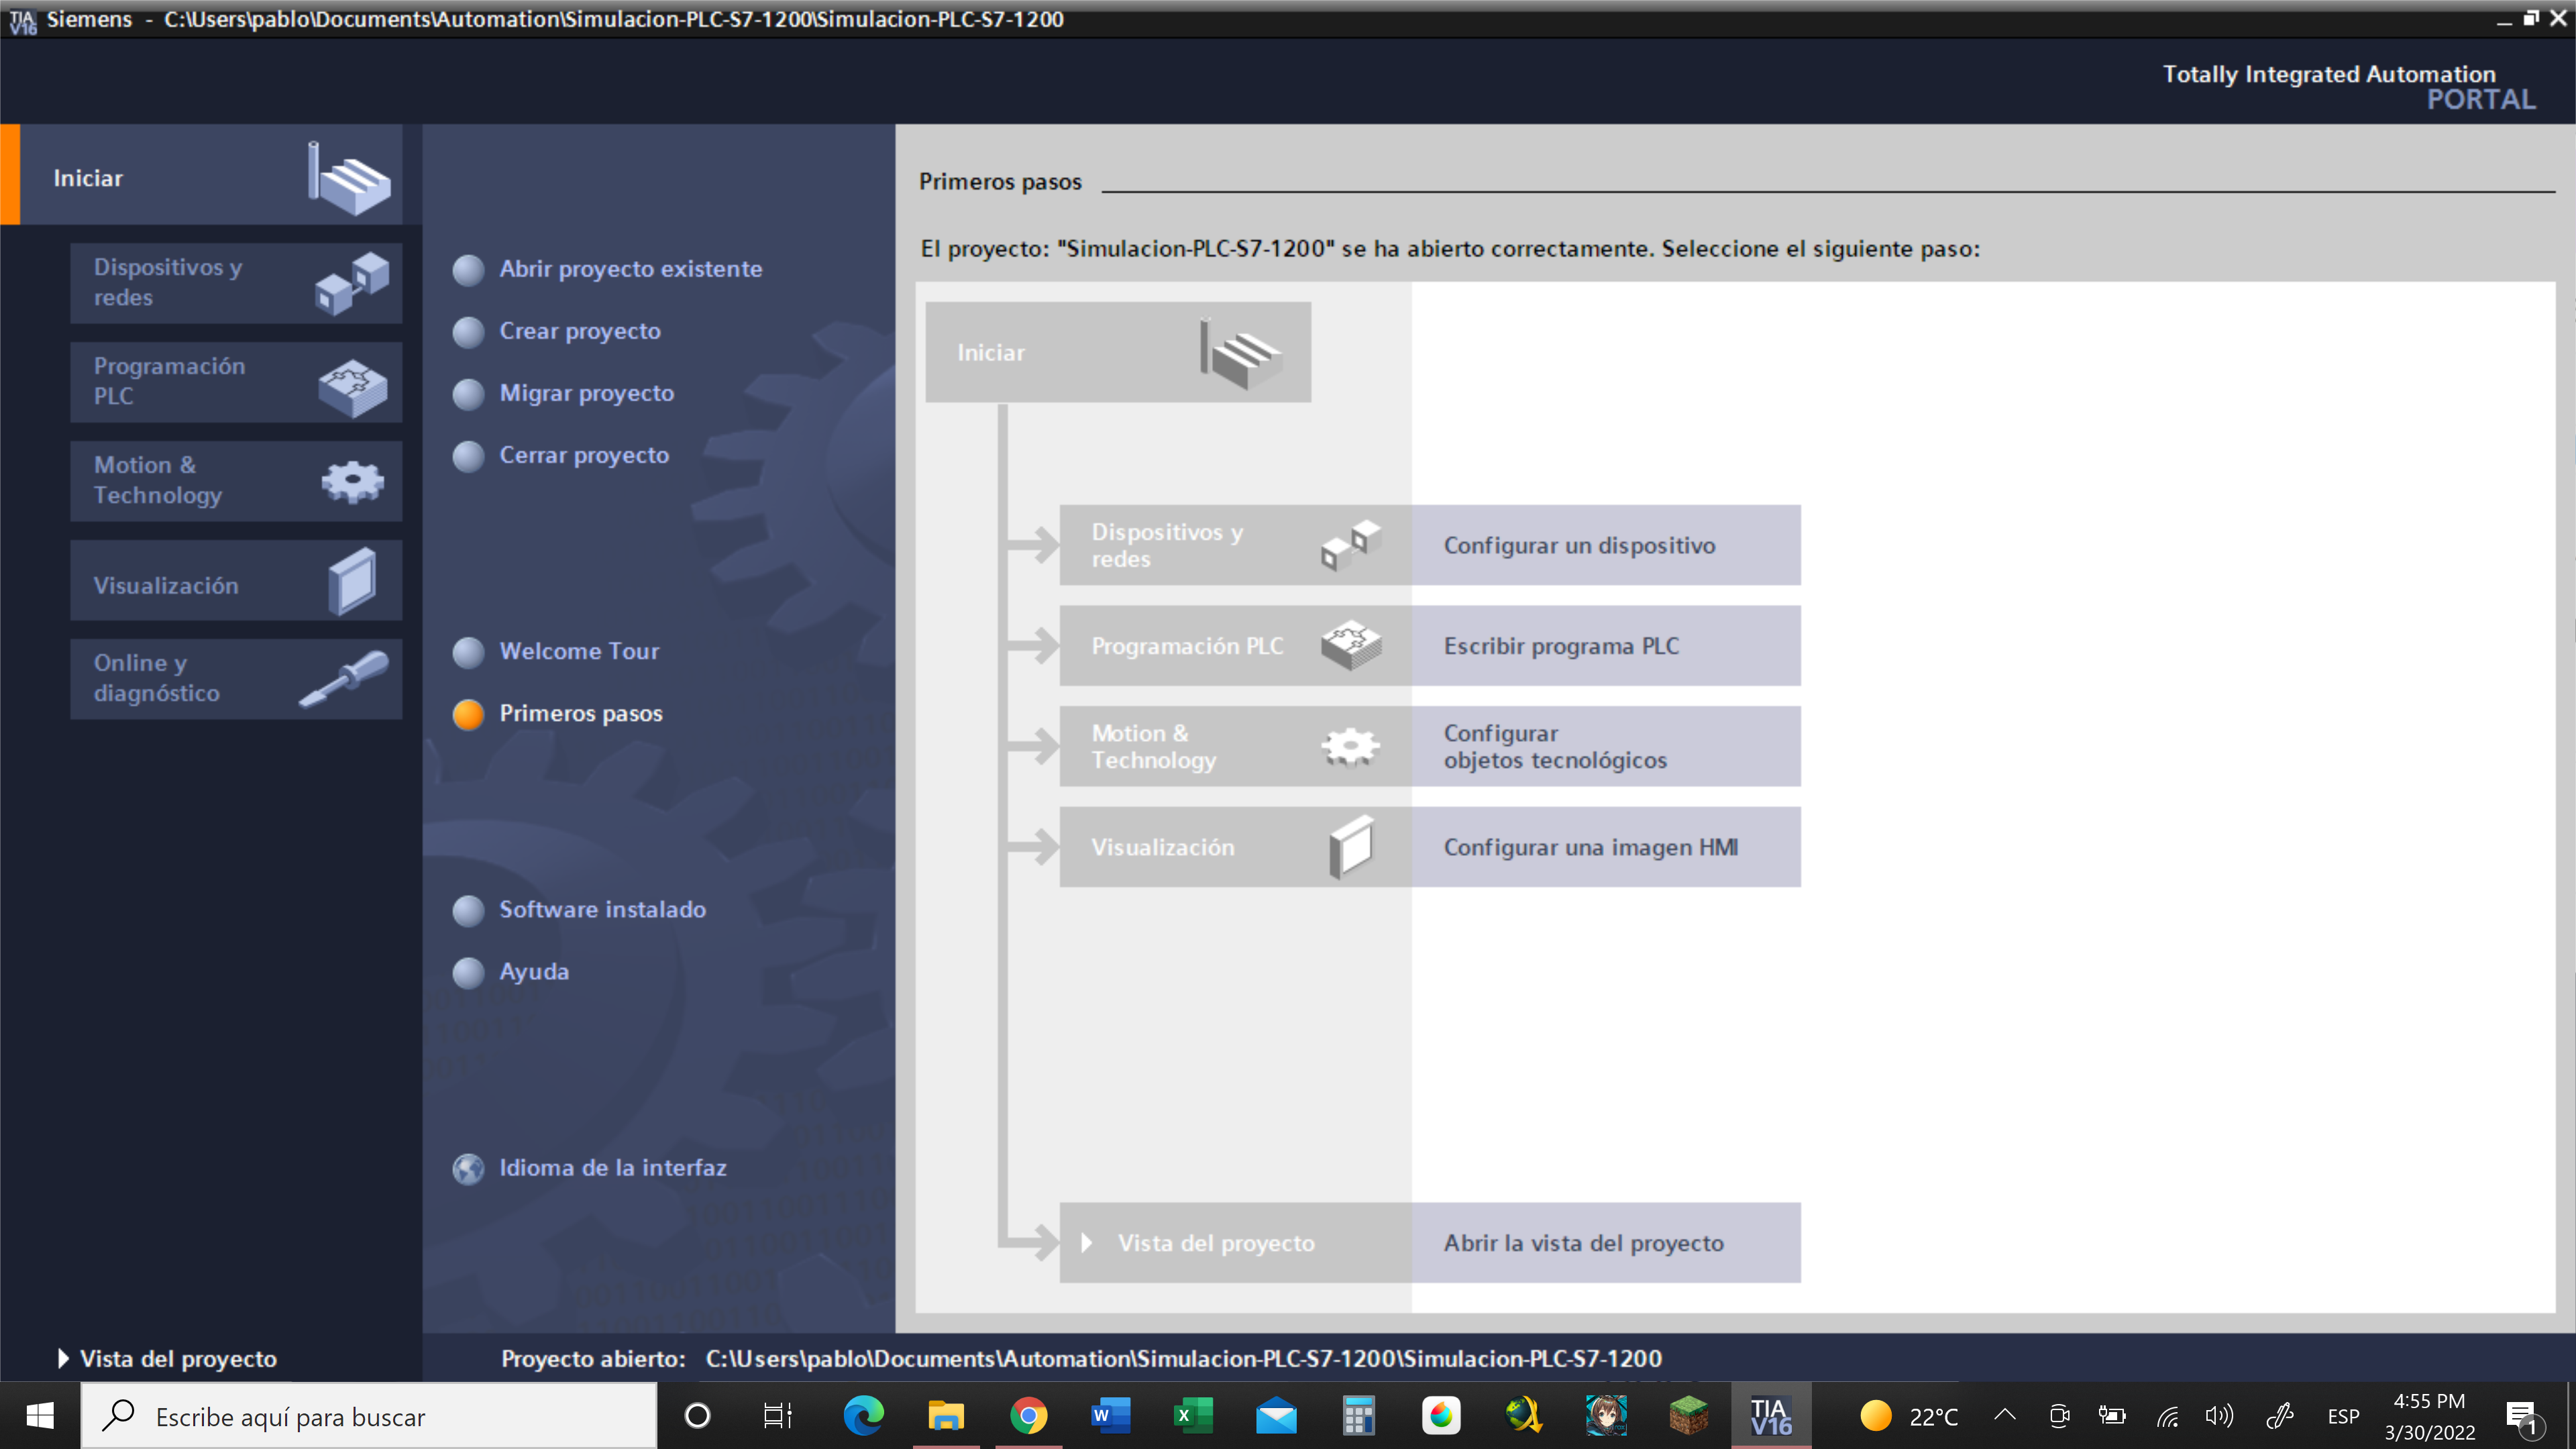 TIA
V16
Siemens - C:\Users\pablo\Documents\Automation\Simulacion-PLC-S7-1200\Simulacion-PLC-S7-1200
Totally Integrated Automation
PORTAL
Iniciar
Dispositivos y
redes
Programación
PLC
Motion &
Technology
Visualización
Online y
diagnóstico
Abrir proyecto existente
Crear proyecto
Migrar proyecto
Cerrar proyecto
Welcome Tour
Primeros pasos
Software instalado
Ayuda
Idioma de la interfaz
Primeros pasos
El proyecto: "Simulacion-PLC-S7-1200" se ha abierto correctamente. Seleccione el siguiente paso:
Iniciar
Dispositivos y
redes
Configurar un dispositivo
Programación PLC
Escribir programa PLC
Motion &
Technology
Configurar
objetos tecnológicos
Visualización
Configurar una imagen HMI
Vista del proyecto
Abrir la vista del proyecto
Vista del proyecto
Proyecto abierto: C:\Users\pablo\Documents\Automation\Simulacion-PLC-S7-1200\Simulacion-PLC-S7-1200
Escribe aquí para buscar
W
X
TIA
V16
22°C
ESP
4:55 PM
3/30/2022
1